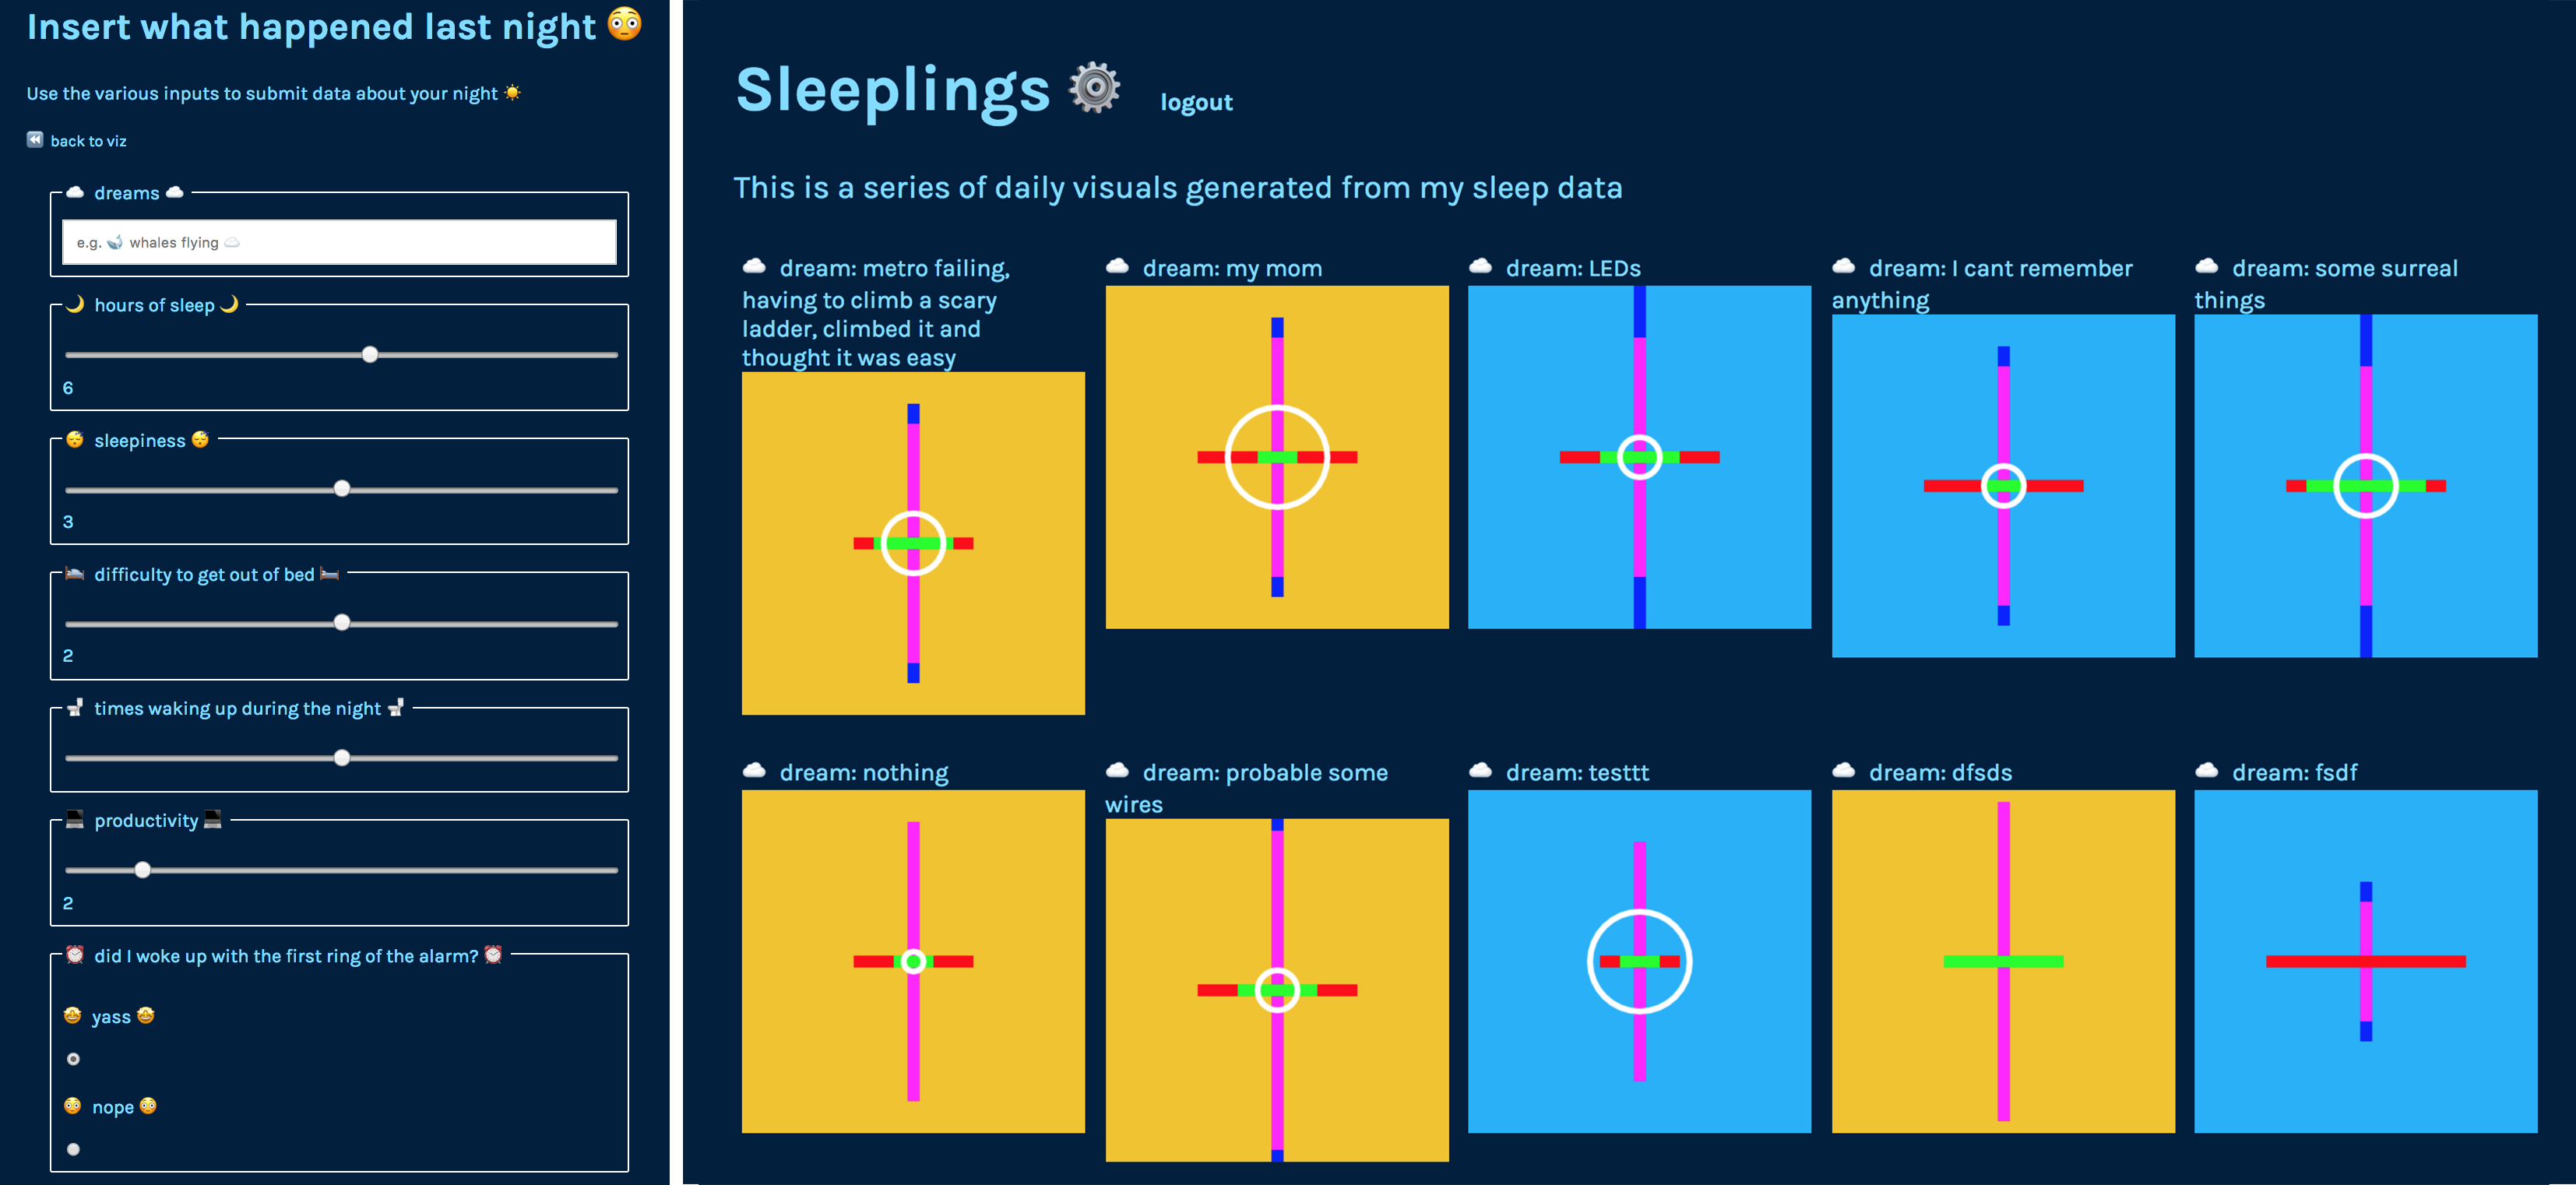 Insert what happened last night 😳
Use the various inputs to submit data about your night ☀️
⏪ back to viz
☁️ dreams ☁️
e.g. 🐋 whales flying ☁️
🌙 hours of sleep 🌙
6
😴 sleepiness 😴
3
🛌 difficulty to get out of bed 🛏
2
🚽 times waking up during the night 🚽
💻 productivity 💻
2
⏰ did I woke up with the first ring of the alarm? ⏰
🤩 yass 🤩
😳 nope 😳
Sleeplings ⚙️ logout
This is a series of daily visuals generated from my sleep data
☁️ dream: metro failing,
having to climb a scary
ladder, climbed it and
thought it was easy
☁️ dream: my mom
☁️ dream: LEDs
☁️ dream: I cant remember
anything
☁️ dream: some surreal
things
☁️ dream: nothing
☁️ dream: probable some
wires
☁️ dream: testtt
☁️ dream: dfsds
☁️ dream: fsdf